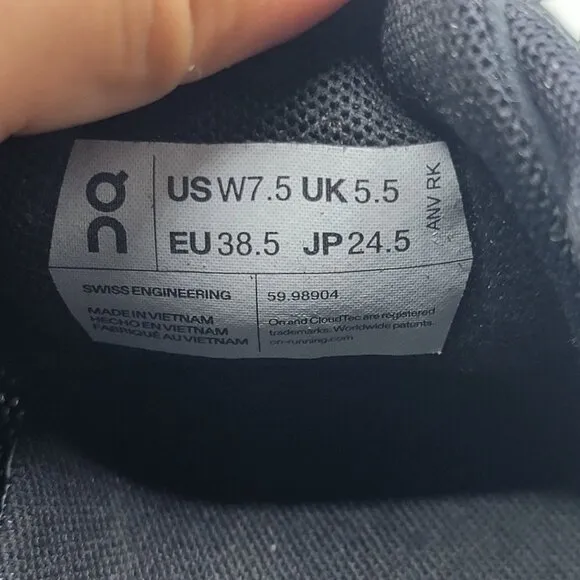 US W7.5 UK 5.5
EU 38.5 JP 24.5
ANV RK
SWISS ENGINEERING
MADE IN VIETNAM
HECHO EN VIETNAM
FABRIQUÉ AU VIETNAM
59.98904
On and CloudTec are registered
trademarks. Worldwide patents.
on-running.com